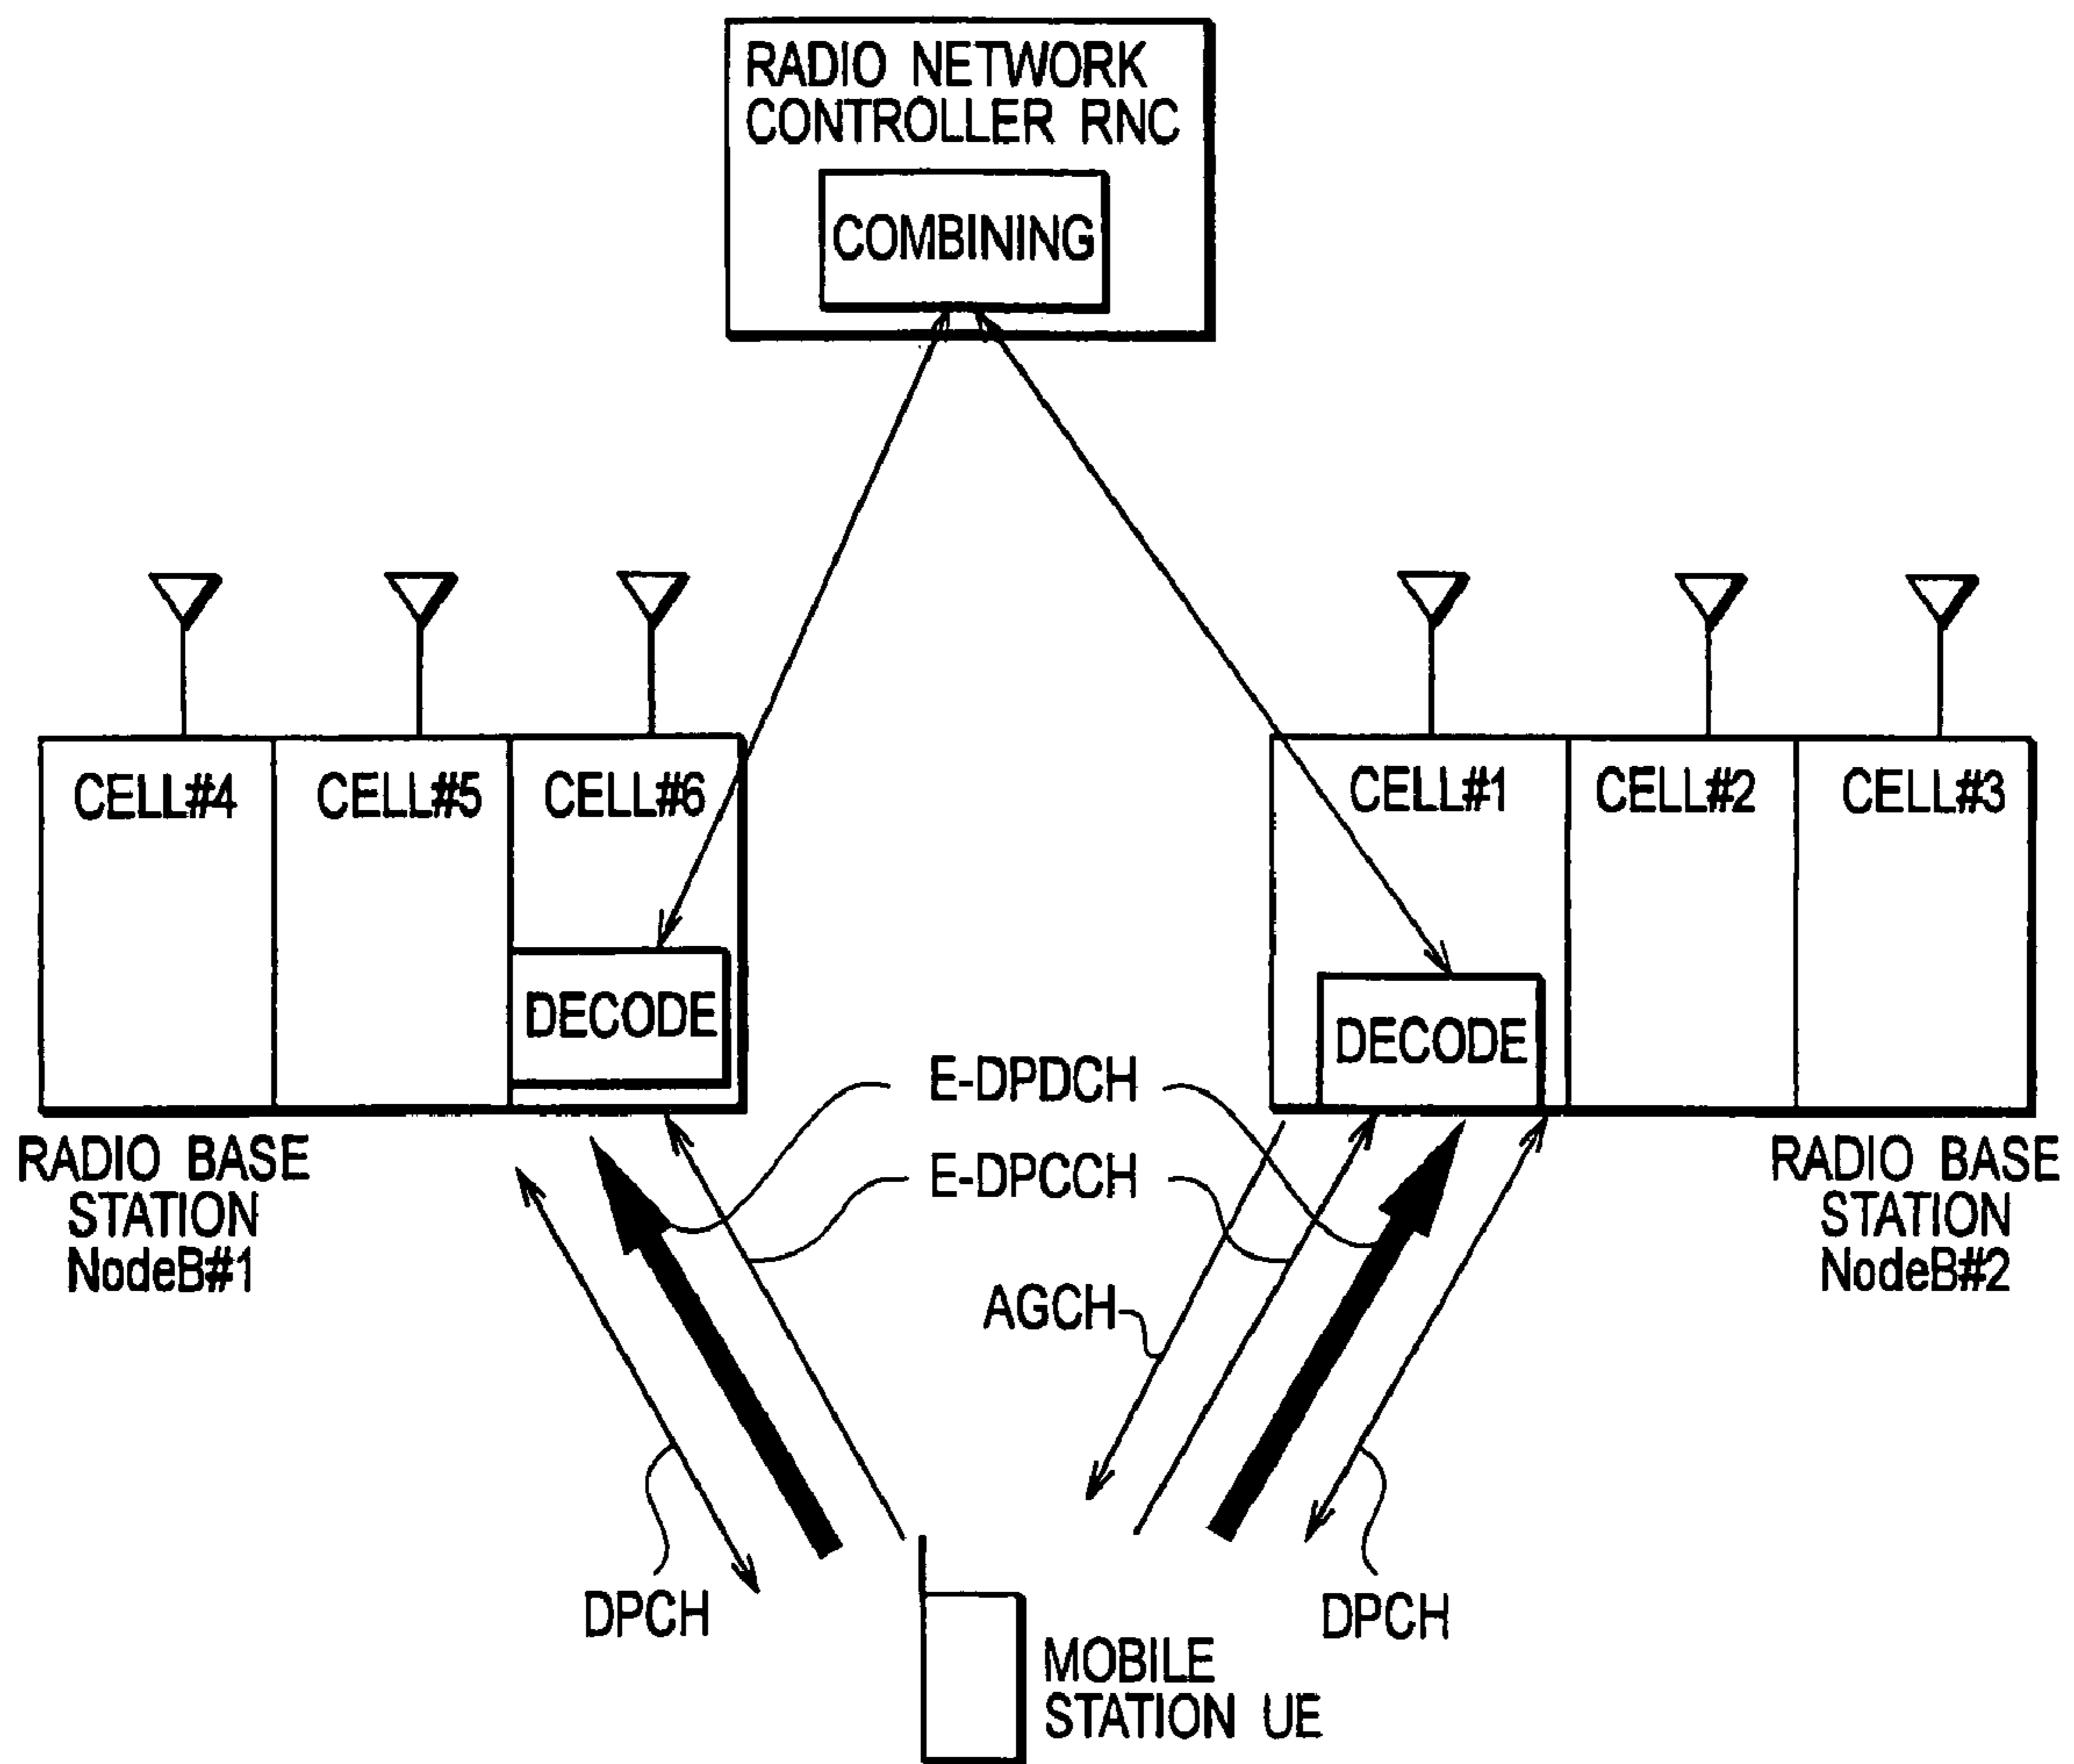 RADIO NETWORK
CONTROLLER RNC
COMBINING
CELL#4
CELL#5
CELL#6
CELL#1
CELL#2
CELL#3
DECODE
DECODE
E-DPDCH
E-DPCCH
AGCH
RADIO BASE
STATION
NodeB#1
RADIO BASE
STATION
NodeB#2
DPCH
DPCH
MOBILE
STATION UE